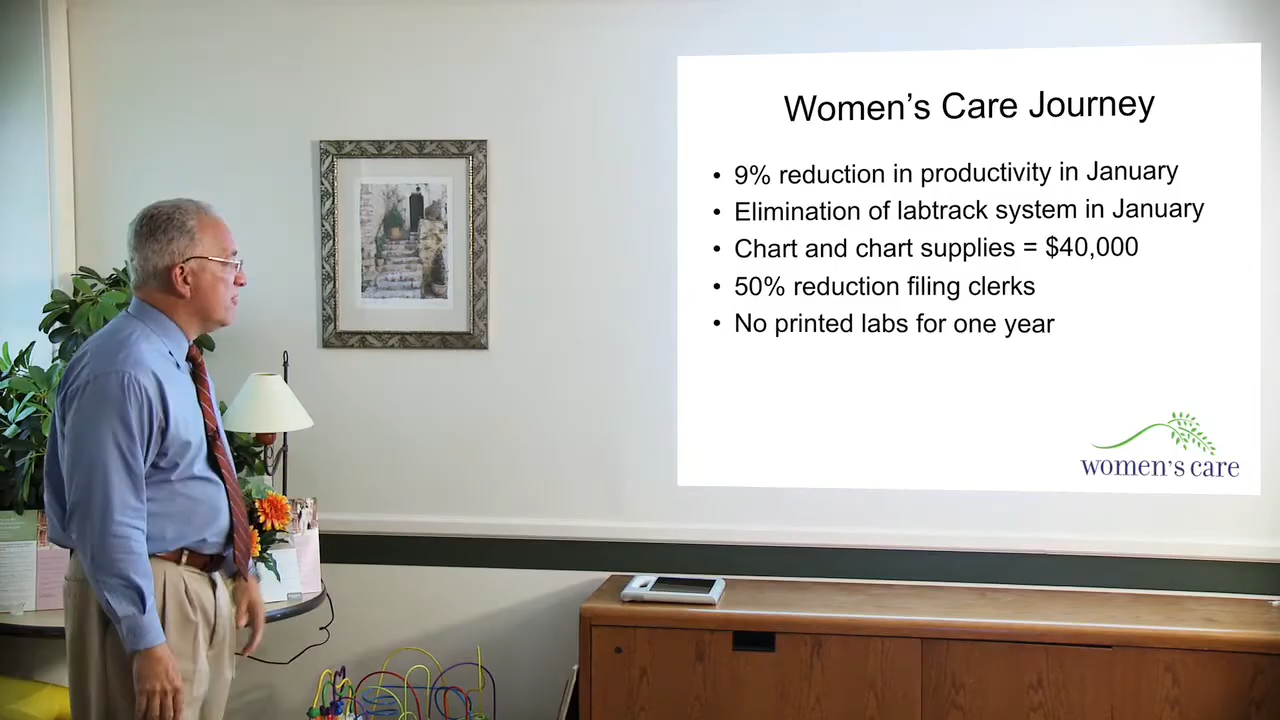 Women's Care Journey
• 9% reduction in productivity in January
• Elimination of labtrack system in January
• Chart and chart supplies = $40,000
• 50% reduction filing clerks
• No printed labs for one year
women's care